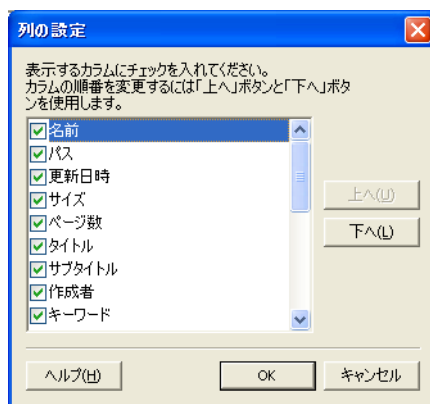 列の設定
表示するカラムにチェックを入れてください。
カラムの順番を変更するには「上へ」ボタンと「下へ」ボタ
ンを使用します。
名前
パス
更新日時
サイズ
ページ数
タイトル
サブタイトル
作成者
キーワード
上へ(U)
下へ(L)
ヘルプ(H)
OK
キャンセル